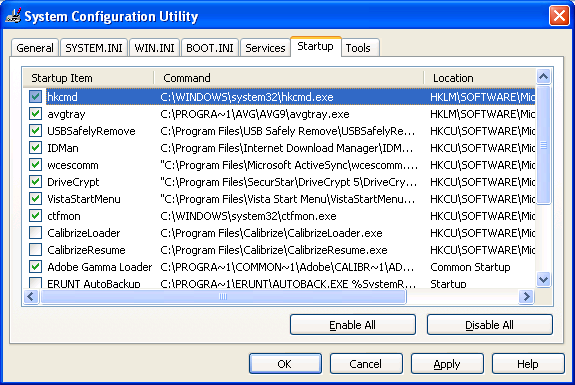 System Configuration Utility
General SYSTEM.INI WIN.INI BOOT.INI Services Startup Tools
Startup Item Command Location
hkcmd C:\WINDOWS\system32\hkcmd.exe HKLM\SOFTWARE\Mic
avgtray C:\PROGRA~1\AVG\AVG9\avgtray.exe HKLM\SOFTWARE\Mic
USBSafelyRemove C:\Program Files\USB Safely Remove\USBSafelyRe... HKCU\SOFTWARE\Mic
IDMan C:\Program Files\Internet Download Manager\IDM... HKCU\SOFTWARE\Mic
wcescomm "C:\Program Files\Microsoft ActiveSync\wcescomm.... HKCU\SOFTWARE\Mic
DriveCrypt "C:\Program Files\SecurStar\DriveCrypt 5\DriveCry... HKCU\SOFTWARE\Mic
VistaStartMenu "C:\Program Files\Vista Start Menu\VistaStartMenu... HKCU\SOFTWARE\Mic
ctfmon C:\WINDOWS\system32\ctfmon.exe HKCU\SOFTWARE\Mic
CalibrizeLoader C:\Program Files\Calibrize\CalibrizeLoader.exe HKCU\SOFTWARE\Mic
CalibrizeResume C:\Program Files\Calibrize\CalibrizeResume.exe HKCU\SOFTWARE\Mic
Adobe Gamma Loader C:\PROGRA~1\COMMON~1\Adobe\CALIBR~1\AD... Common Startup
ERUNT AutoBackup C:\PROGRA~1\ERUNT\AUTOBACK.EXE %SystemR... Startup
Enable All Disable All
OK Cancel Apply Help